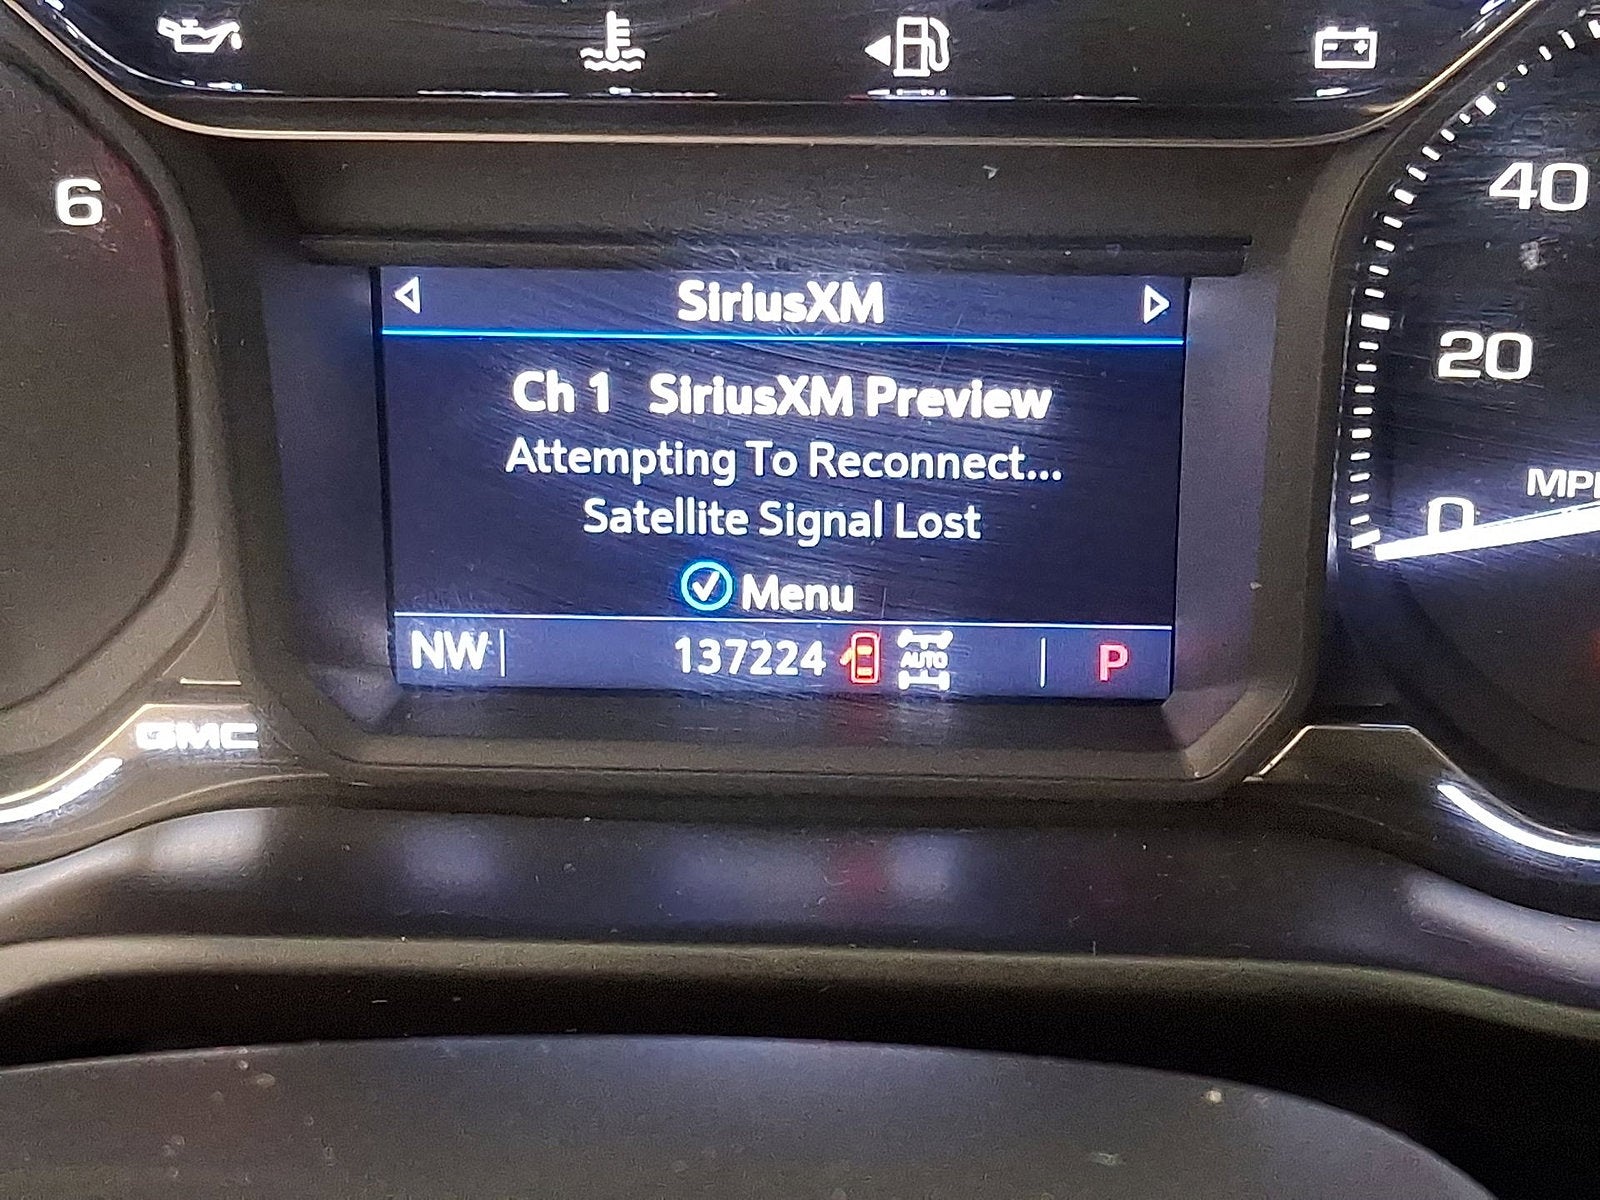 6
40
20
0
MPH
SiriusXM
Ch 1 SiriusXM Preview
Attempting To Reconnect...
Satellite Signal Lost
Menu
NW
137224
AUTO
P
GMC